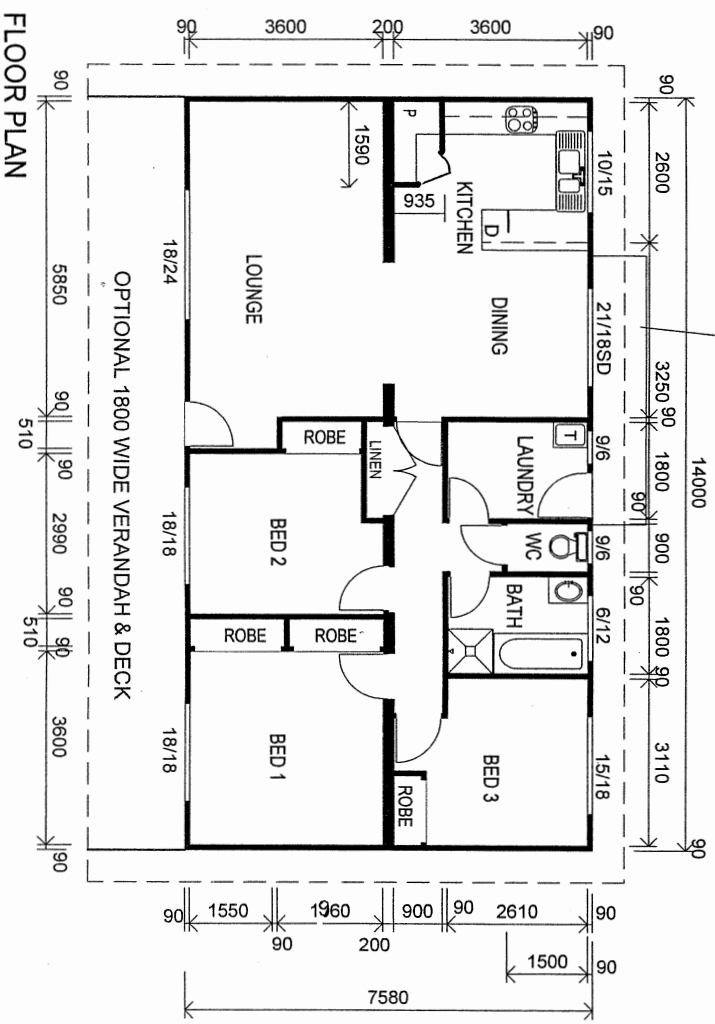 FLOOR PLAN
90 3600 200 3600 90
90
5850
90
510
90
2990
90
510
90
3600
90
90
2600
3250
90
1800
90
900
90
1800
90
3110
90
14000
1590
935
P
KITCHEN
D
10/15
LOUNGE
DINING
18/24
21/18SD
OPTIONAL 1800 WIDE VERANDAH & DECK
ROBE
LINEN
T
LAUNDRY
9/6
BED 2
18/18
WC
9/6
BATH
6/12
ROBE
ROBE
BED 1
18/18
BED 3
15/18
ROBE
90 1550 1960 900 90 2610 90
90 200
1500 90
7580